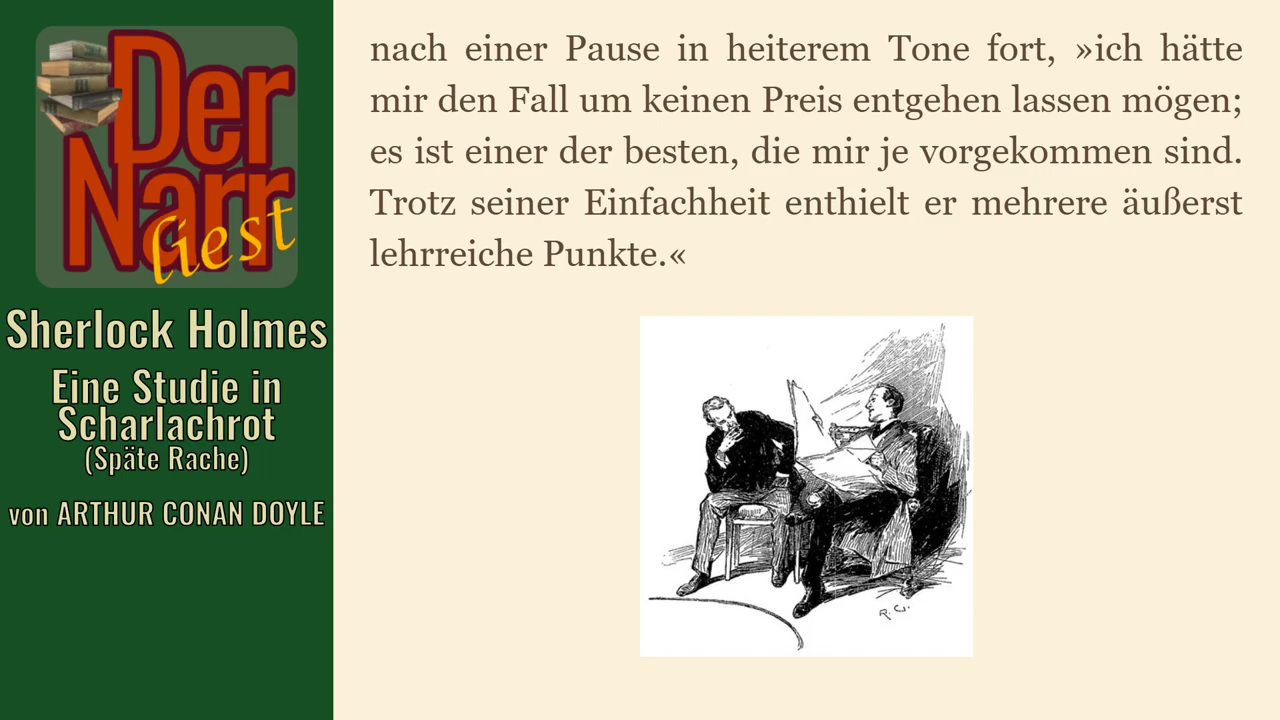 Der
Narr
liest
Sherlock Holmes
Eine Studie in
Scharlachrot
(Späte Rache)
von ARTHUR CONAN DOYLE
nach einer Pause in heiterem Tone fort, »ich hätte
mir den Fall um keinen Preis entgehen lassen mögen;
es ist einer der besten, die mir je vorgekommen sind.
Trotz seiner Einfachheit enthielt er mehrere äußerst
lehrreiche Punkte.«
R. G.